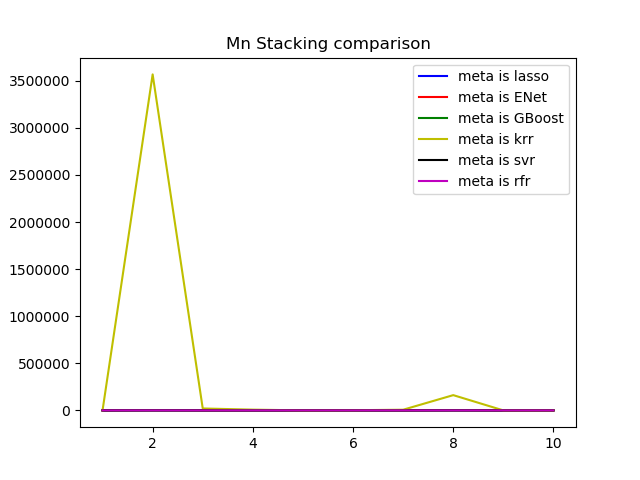 Mn Stacking comparison
3500000
3000000
2500000
2000000
1500000
1000000
500000
0
meta is lasso
meta is ENet
meta is GBoost
meta is krr
meta is svr
meta is rfr
2 4 6 8 10